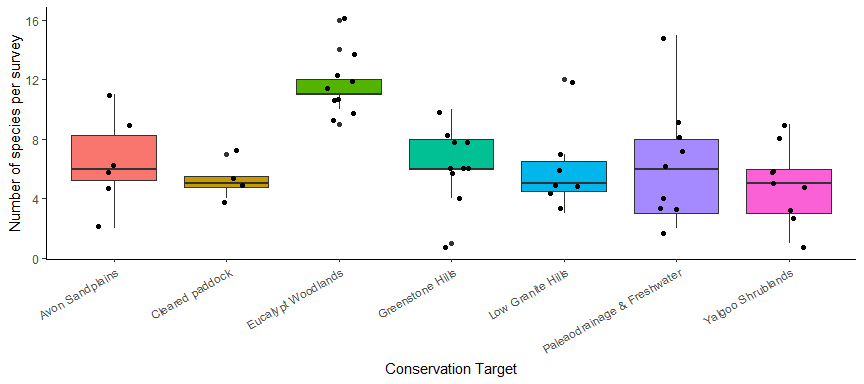 Number of species per survey
16
12
8
4
0
Avon Sandplains
Cleared paddock
Eucalypt Woodlands
Greenstone Hills
Low Granite Hills
Paleaodrainage & Freshwater
Yalgoo Shrublands
Conservation Target